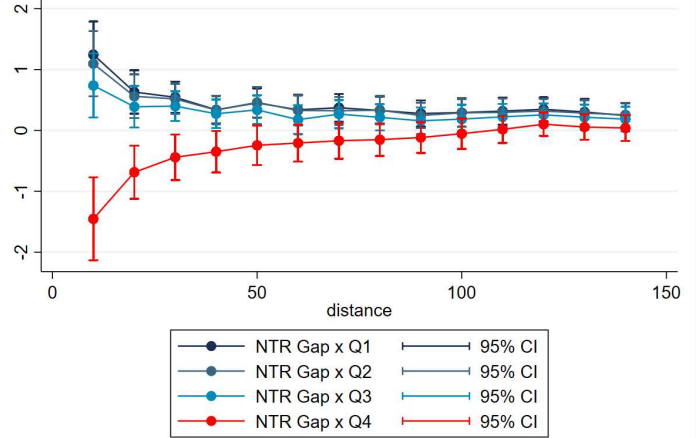 2
1
0
-1
-2
0 50 100 150
distance
NTR Gap x Q1 95% CI
NTR Gap x Q2 95% CI
NTR Gap x Q3 95% CI
NTR Gap x Q4 95% CI